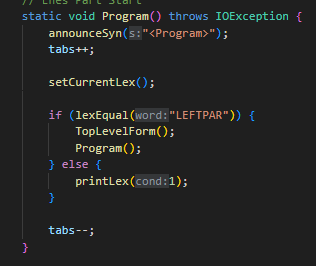 // Enes Part Start
static void Program() throws IOException {
announceSyn(s:"<Program>");
tabs++;
setCurrentLex();
if (lexEqual(word:"LEFTPAR")) {
TopLevelForm();
Program();
} else {
printLex(cond:1);
}
tabs--;
}